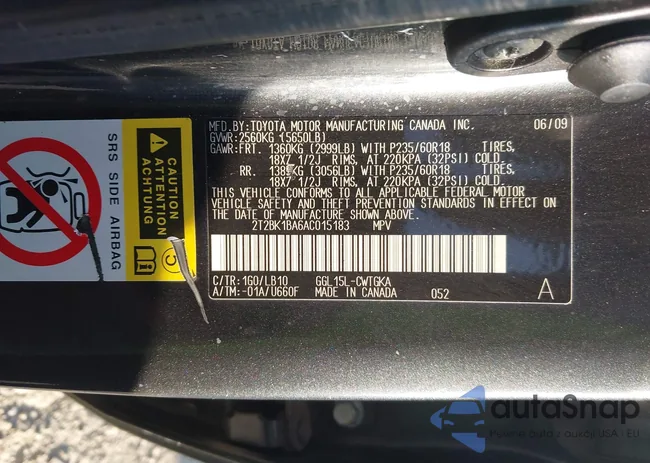 MFD. BY: TOYOTA MOTOR MANUFACTURING CANADA INC. 06/09
GVWR: 2560KG (5650LB)
GAWR: FRT. 1360KG (2999LB) WITH P235/60R18 TIRES,
18X7 1/2J RIMS, AT 220KPA (32PSI) COLD.
RR. 1387KG (3056LB) WITH P235/60R18 TIRES,
18X7 1/2J RIMS, AT 220KPA (32PSI) COLD.
THIS VEHICLE CONFORMS TO ALL APPLICABLE FEDERAL MOTOR
VEHICLE SAFETY AND THEFT PREVENTION STANDARDS IN EFFECT ON
THE DATE OF MANUFACTURE SHOWN ABOVE.
2T2BK1BA6AC015183 MPV
C/TR: 1G0/LB10 GGL15L-CWTGKA
A/TM: -01A/U660F MADE IN CANADA 052 A
SRS SIDE AIRBAG
CAUTION
ATTENTION
autoSnap